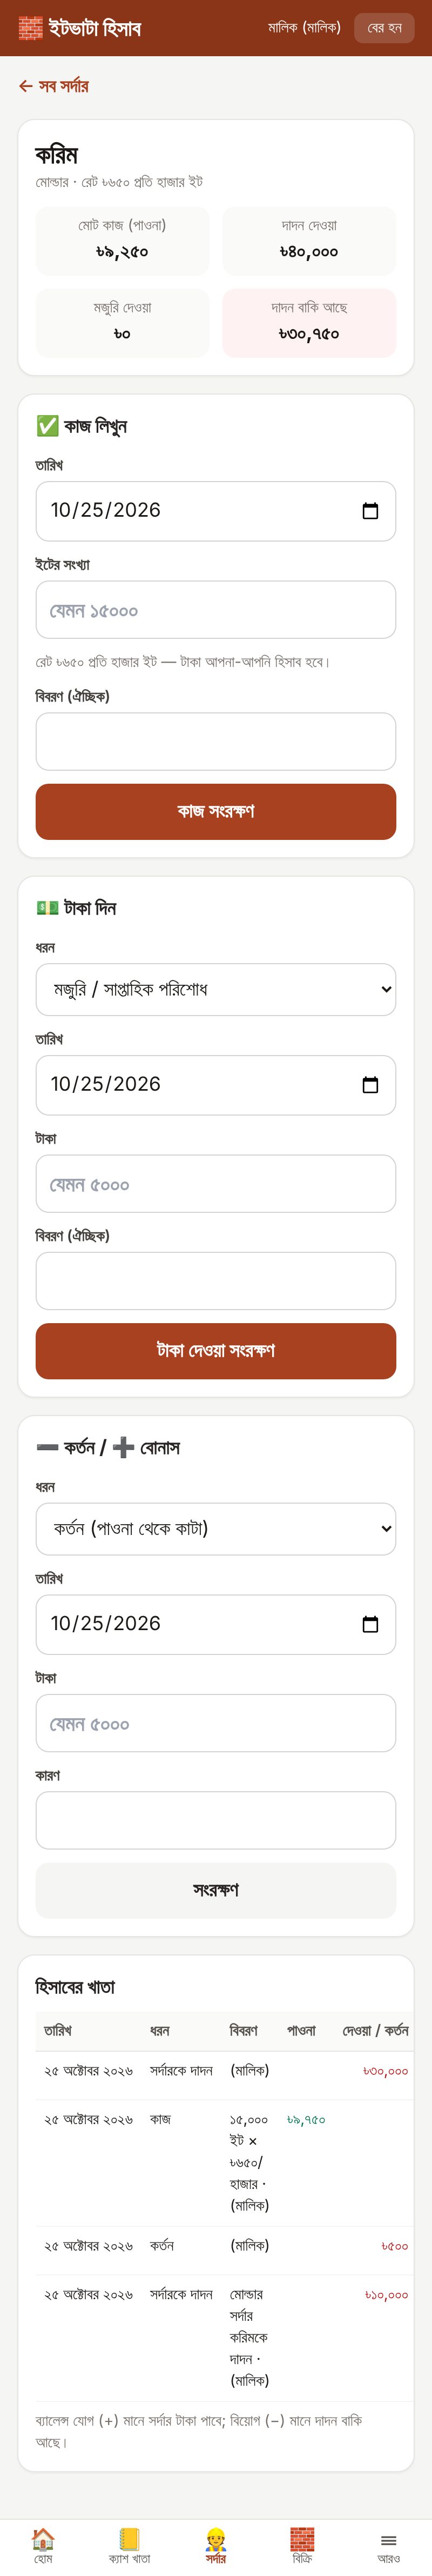 🧱 ইটভাটা হিসাব
মালিক (মালিক)
বের হন
← সব সর্দার
করিম
মোল্ডার · রেট ৳৬৫০ প্রতি হাজার ইট
মোট কাজ (পাওনা)
৳৯,২৫০
দাদন দেওয়া
৳৪০,০০০
মজুরি দেওয়া
৳০
দাদন বাকি আছে
৳৩০,৭৫০
✅ কাজ লিখুন
তারিখ
10/25/2026
ইটের সংখ্যা
যেমন ১৫০০০
রেট ৳৬৫০ প্রতি হাজার ইট — টাকা আপনা-আপনি হিসাব হবে।
বিবরণ (ঐচ্ছিক)
কাজ সংরক্ষণ
💵 টাকা দিন
ধরন
মজুরি / সাপ্তাহিক পরিশোধ
তারিখ
10/25/2026
টাকা
যেমন ৫০০০
বিবরণ (ঐচ্ছিক)
টাকা দেওয়া সংরক্ষণ
➖ কর্তন / ➕ বোনাস
ধরন
কর্তন (পাওনা থেকে কাটা)
তারিখ
10/25/2026
টাকা
যেমন ৫০০০
কারণ
সংরক্ষণ
হিসাবের খাতা
তারিখ ধরন বিবরণ পাওনা দেওয়া / কর্তন
২৫ অক্টোবর ২০২৬ সর্দারকে দাদন (মালিক) ৳৩০,০০০
২৫ অক্টোবর ২০২৬ কাজ ১৫,০০০ ৳৯,৭৫০
ইট ×
৳৬৫০/
হাজার ·
(মালিক)
২৫ অক্টোবর ২০২৬ কর্তন (মালিক) ৳৫০০
২৫ অক্টোবর ২০২৬ সর্দারকে দাদন মোল্ডার ৳১০,০০০
সর্দার
করিমকে
দাদন ·
(মালিক)
ব্যালেন্স যোগ (+) মানে সর্দার টাকা পাবে; বিয়োগ (−) মানে দাদন বাকি
আছে।
হোম
ক্যাশ খাতা
সর্দার
বিক্রি
আরও